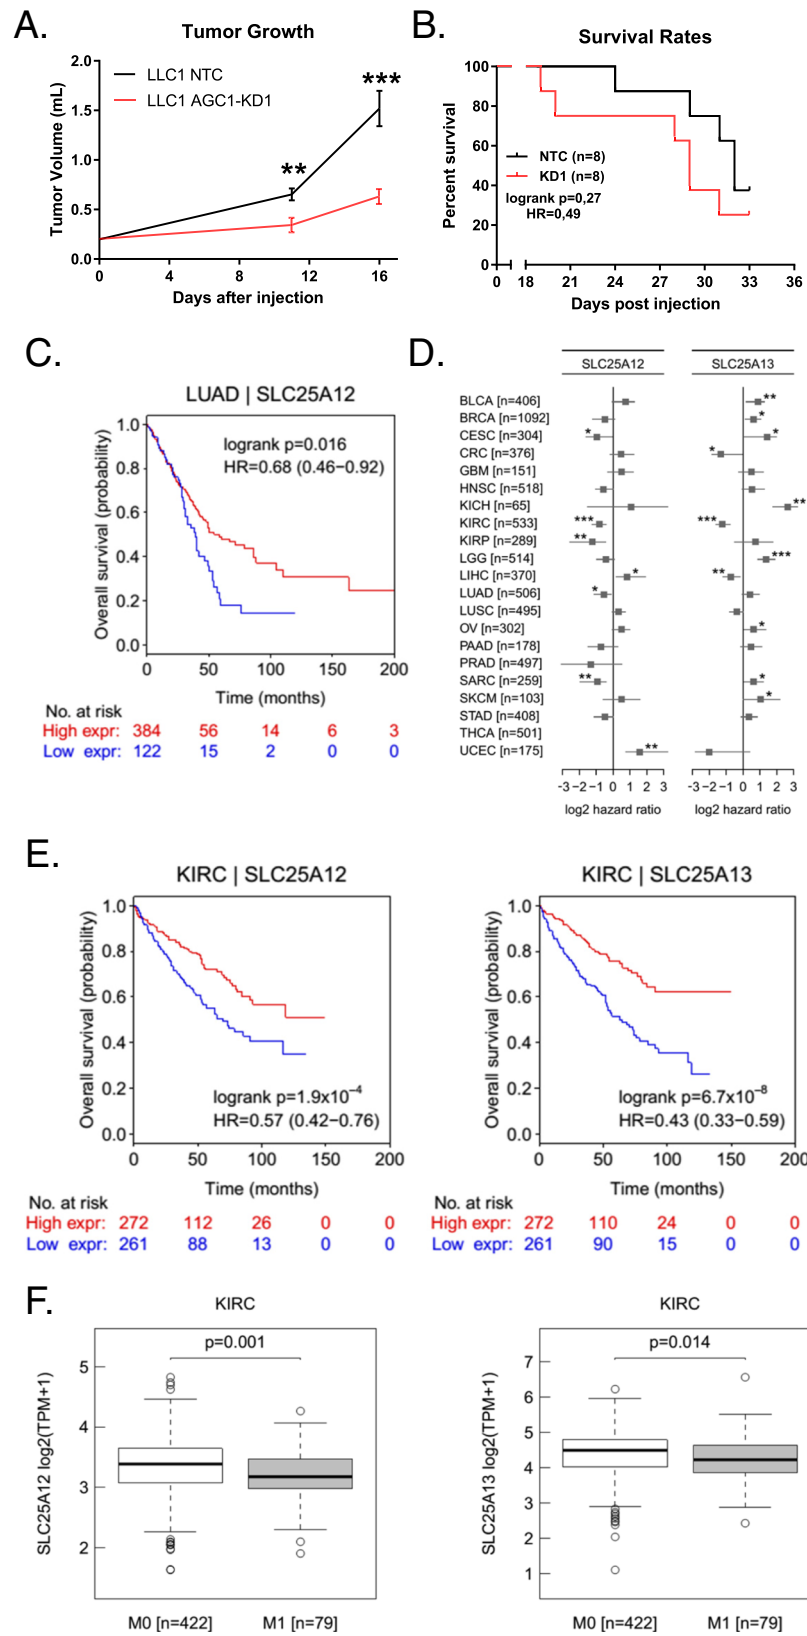 A.
Tumor Growth
LLC1 NTC
LLC1 AGC1-KD1
***
**
Tumor Volume (mL)
2.0
1.5
1.0
0.5
0.0
0 4 8 12 16
Days after injection
B.
Survival Rates
Percent survival
100
80
60
40
20
0
NTC (n=8)
KD1 (n=8)
logrank p=0,27
HR=0,49
0 18 21 24 27 30 33 36
Days post injection
C.
LUAD | SLC25A12
logrank p=0.016
HR=0.68 (0.46−0.92)
Overall survival (probability)
1.0
0.8
0.6
0.4
0.2
0.0
0 50 100 150 200
Time (months)
No. at risk
High expr: 384 56 14 6 3
Low expr: 122 15 2 0 0
D.
SLC25A12 SLC25A13
BLCA [n=406] **
BRCA [n=1092] *
CESC [n=304] * *
CRC [n=376] *
GBM [n=151]
HNSC [n=518]
KICH [n=65] **
KIRC [n=533] *** ***
KIRP [n=289] **
LGG [n=514] ***
LIHC [n=370] * **
LUAD [n=506] *
LUSC [n=495]
OV [n=302] *
PAAD [n=178]
PRAD [n=497]
SARC [n=259] ** *
SKCM [n=103] *
STAD [n=408]
THCA [n=501]
UCEC [n=175] **
-3 −2 −1 0 1 2 3 -3 −2 −1 0 1 2 3
log2 hazard ratio log2 hazard ratio
E.
KIRC | SLC25A12
Overall survival (probability)
1.0
0.8
0.6
0.4
0.2
0.0
logrank p=1.9x10⁻⁴
HR=0.57 (0.42−0.76)
0 50 100 150 200
Time (months)
No. at risk
High expr: 272 112 26 0 0
Low expr: 261 88 13 0 0
KIRC | SLC25A13
Overall survival (probability)
1.0
0.8
0.6
0.4
0.2
0.0
logrank p=6.7x10⁻⁸
HR=0.43 (0.33−0.59)
0 50 100 150 200
Time (months)
No. at risk
High expr: 272 110 24 0 0
Low expr: 261 90 15 0 0
F.
KIRC
p=0.001
SLC25A12 log2(TPM+1)
5
4
3
2
M0 [n=422] M1 [n=79]
KIRC
p=0.014
SLC25A13 log2(TPM+1)
7
6
5
4
3
2
1
M0 [n=422] M1 [n=79]